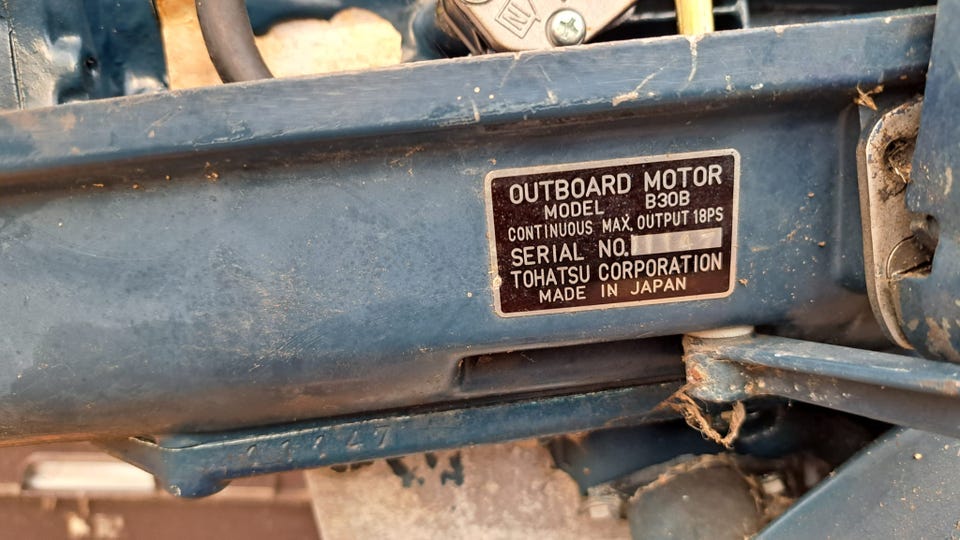 N
OUTBOARD MOTOR
MODEL B30B
CONTINUOUS MAX. OUTPUT 18PS
SERIAL NO.
TOHATSU CORPORATION
MADE IN JAPAN